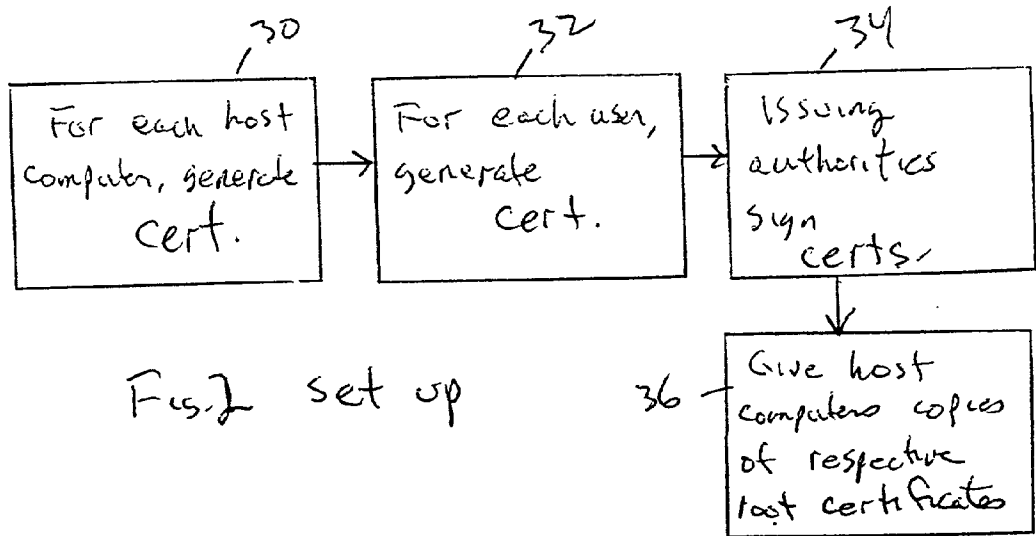 30
For each host
computer, generate
cert.
32
For each user,
generate
cert.
34
Issuing
authorities
sign
certs.
36
Give host
computers copies
of respective
root certificates
Fig. 2 set up